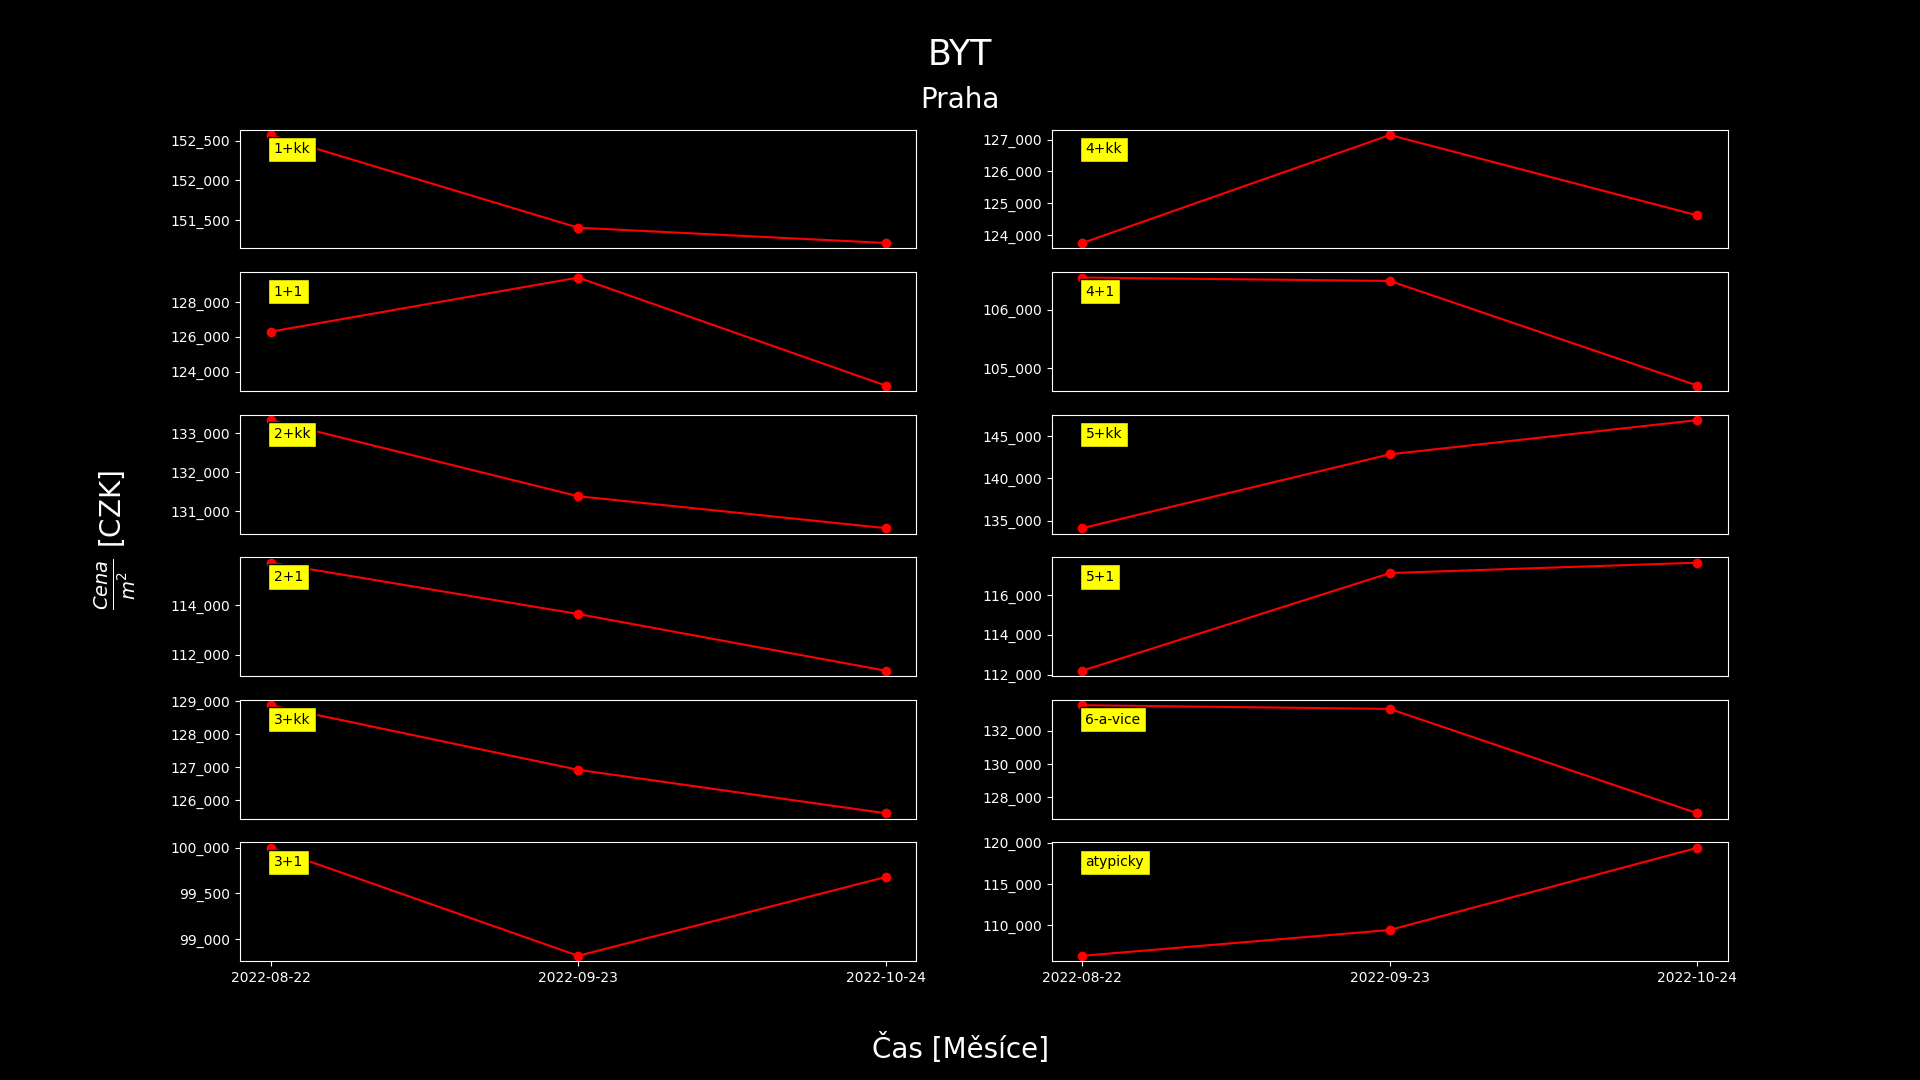 BYT
Praha
Cena
m²
[CZK]
1+kk
152_500
152_000
151_500
1+1
128_000
126_000
124_000
2+kk
133_000
132_000
131_000
2+1
114_000
112_000
3+kk
129_000
128_000
127_000
126_000
3+1
100_000
99_500
99_000
2022-08-22 2022-09-23 2022-10-24
4+kk
127_000
126_000
125_000
124_000
4+1
106_000
105_000
5+kk
145_000
140_000
135_000
5+1
116_000
114_000
112_000
6-a-vice
132_000
130_000
128_000
atypicky
120_000
115_000
110_000
2022-08-22 2022-09-23 2022-10-24
Čas [Měsíce]